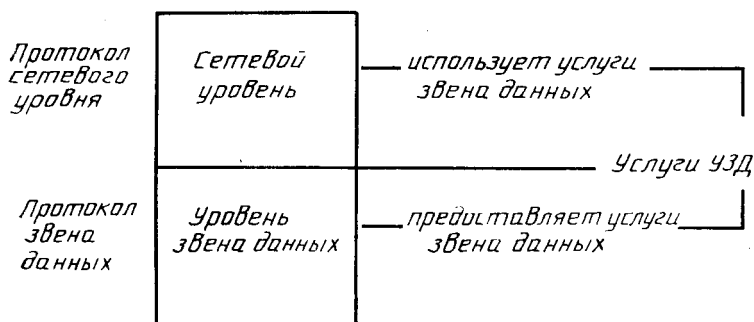 Протокол
сетевого
уровня
Сетевой
уровень
использует услуги
звена данных
Услуги УЗД
Протокол
звена
данных
Уровень
звена данных
предоставляет услуги
звена данных